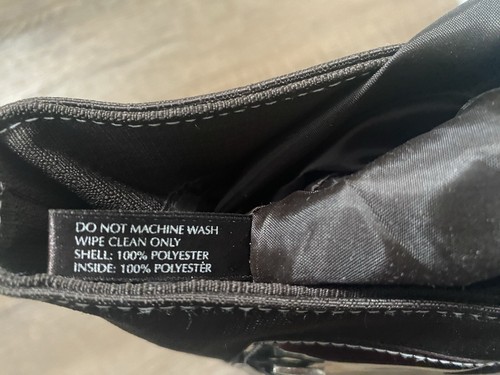 DO NOT MACHINE WASH
WIPE CLEAN ONLY
SHELL: 100% POLYESTER
INSIDE: 100% POLYESTER